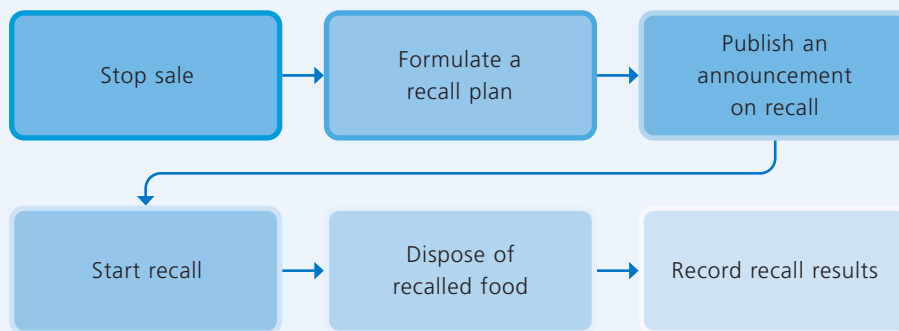 Stop sale
Formulate a
recall plan
Publish an
announcement
on recall
Start recall
Dispose of
recalled food
Record recall results